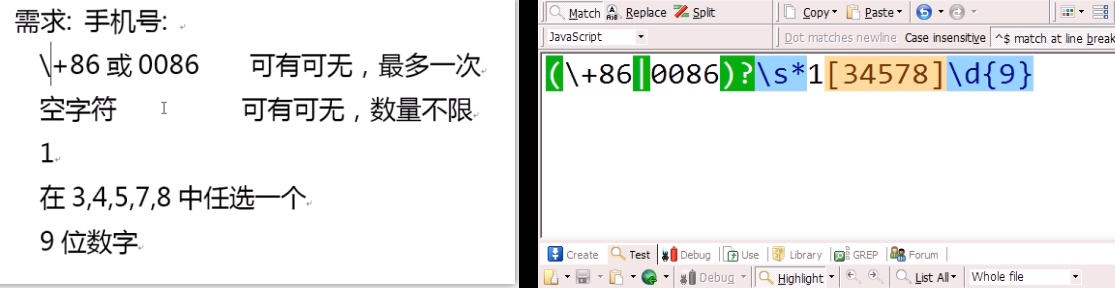 需求: 手机号:
\+86 或 0086 可有可无，最多一次
空字符 可有可无，数量不限
1
在 3,4,5,7,8 中任选一个
9 位数字
Match Replace Split Copy Paste
JavaScript Dot matches newline Case insensitive ^$ match at line break
(\+86|0086)?\s*1[34578]\d{9}
Create Test Debug Use Library GREP Forum
Debug Highlight List All Whole file